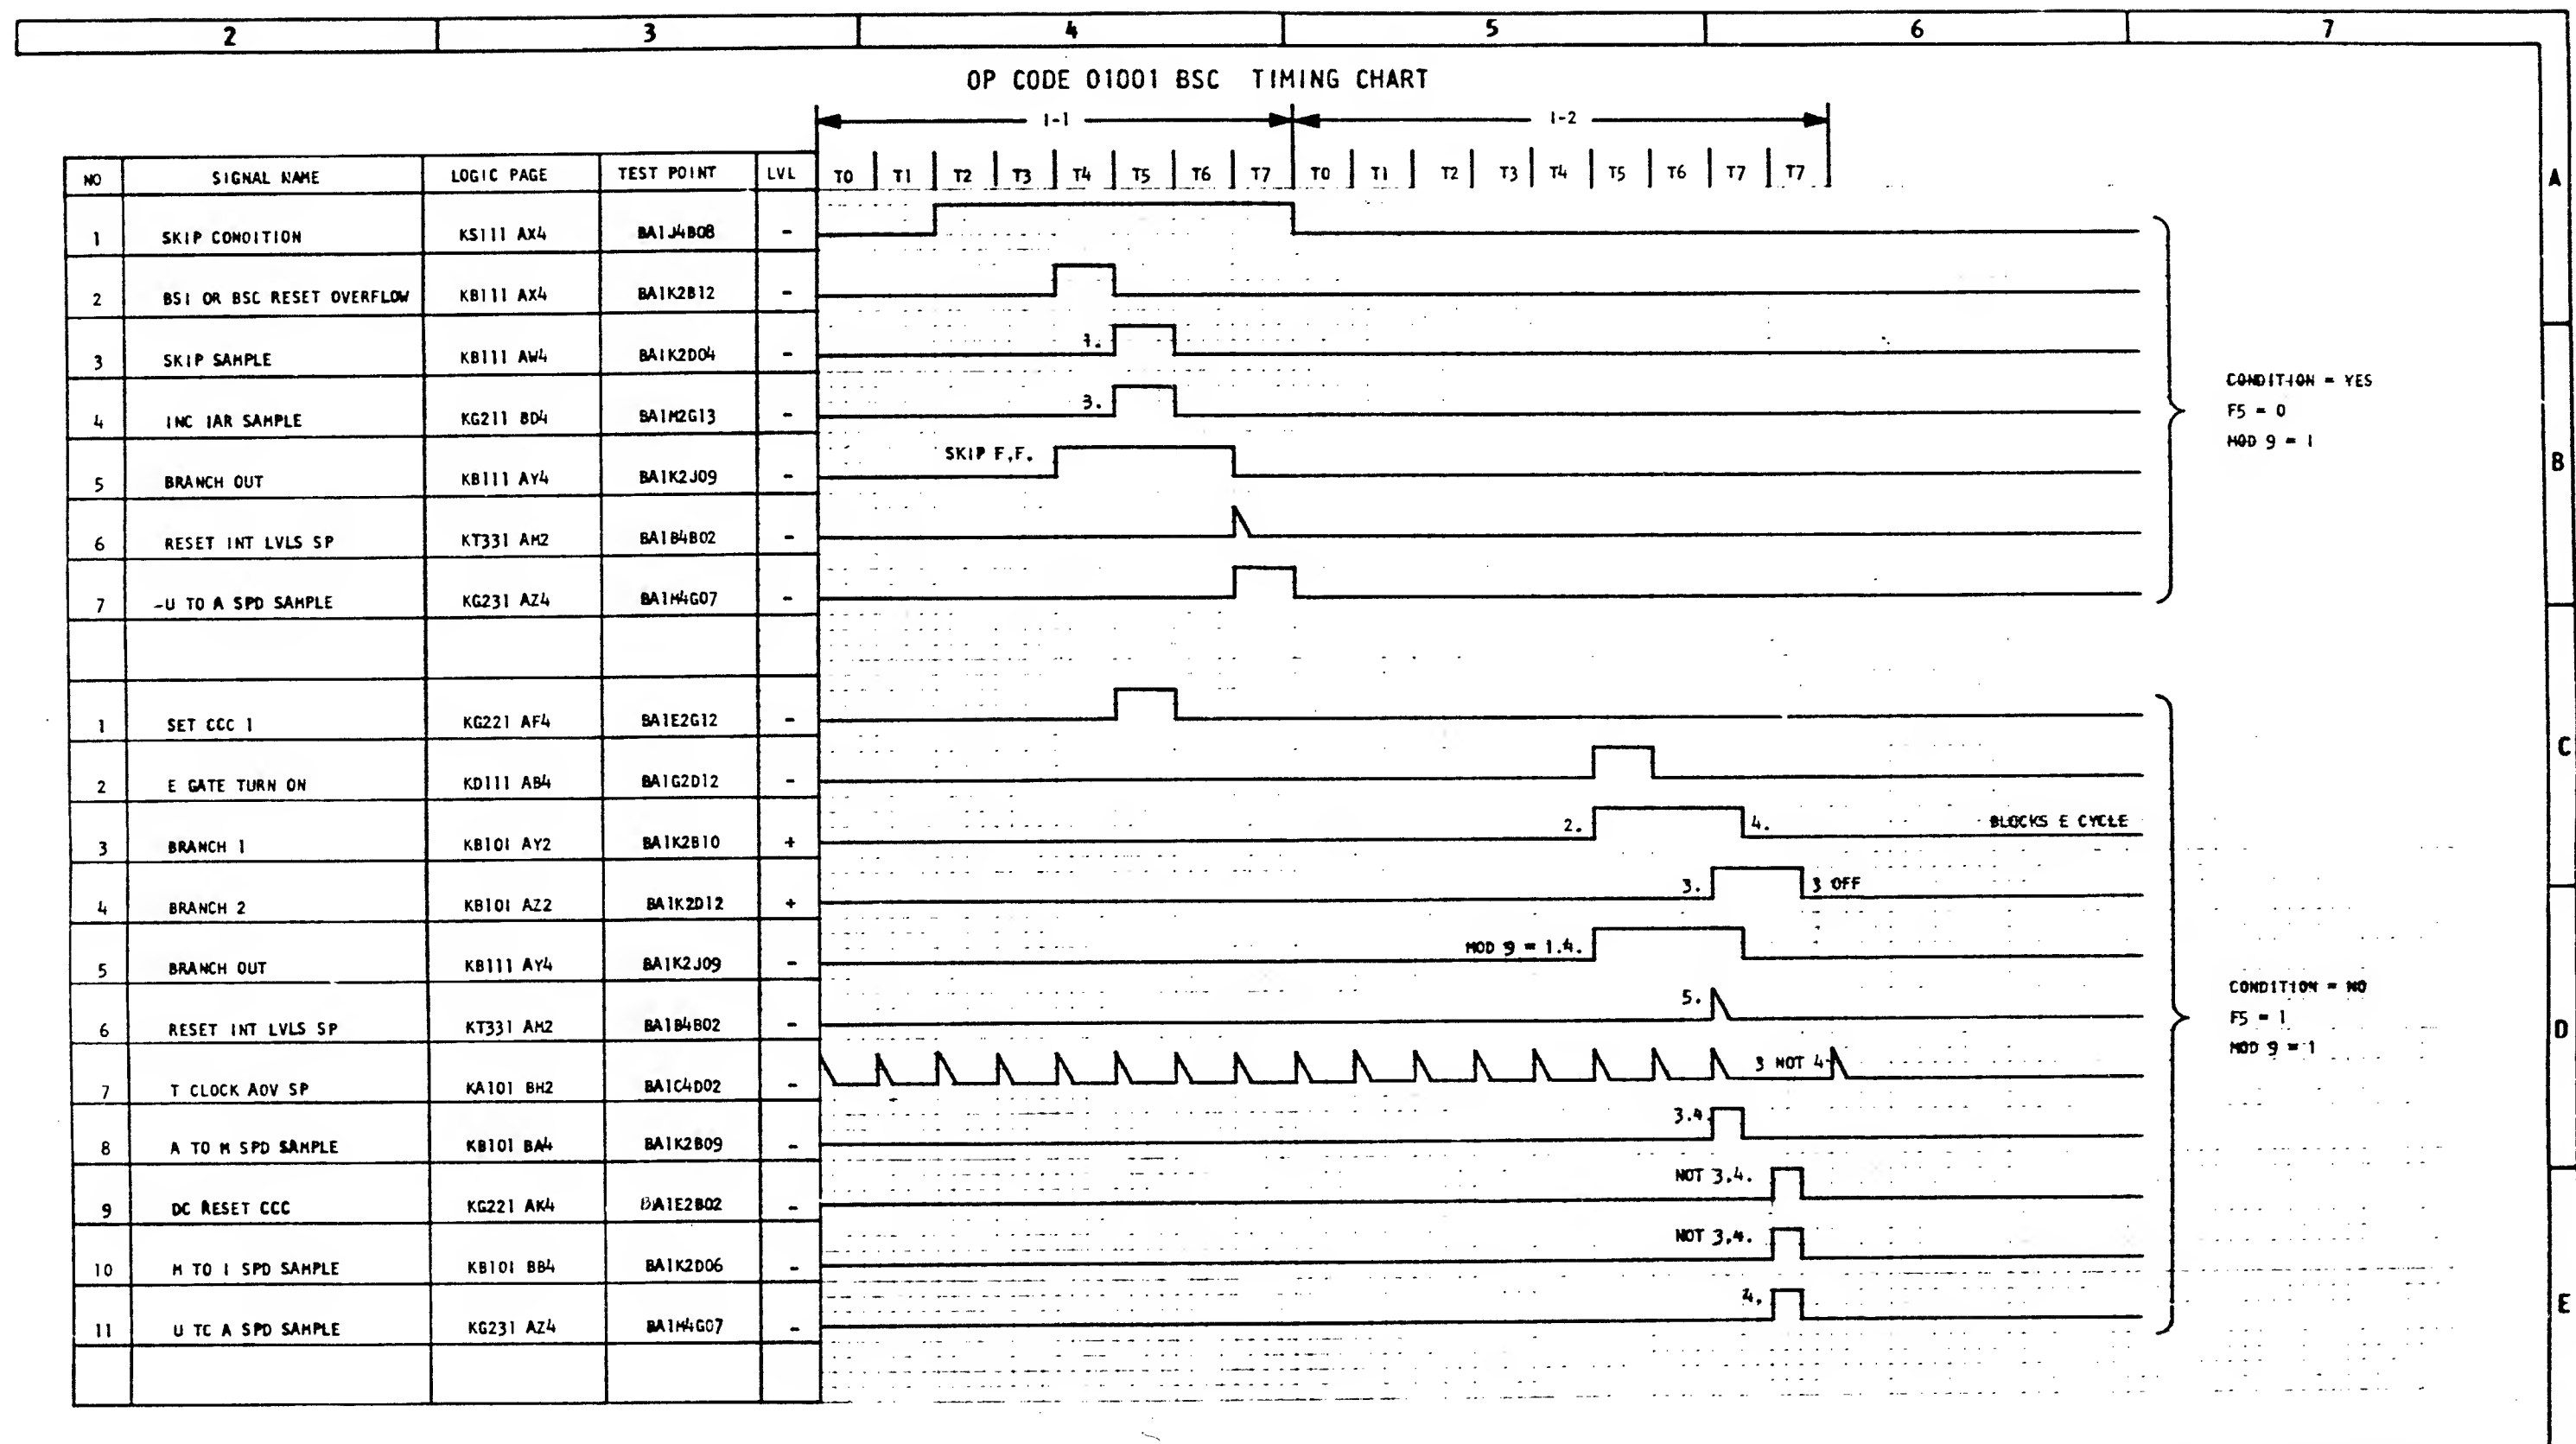 2 3 4 5 6 7
OP CODE 01001 BSC TIMING CHART
I-1 I-2
NO SIGNAL NAME LOGIC PAGE TEST POINT LVL T0 T1 T2 T3 T4 T5 T6 T7 T0 T1 T2 T3 T4 T5 T6 T7 T7
A
1 SKIP CONDITION KS111 AX4 BA1J4B08 -
2 BSI OR BSC RESET OVERFLOW KB111 AX4 BA1K2B12 -
3 SKIP SAMPLE KB111 AW4 BA1K2D04 - 1.
CONDITION = YES
F5 = 0
MOD 9 = 1
4 INC IAR SAMPLE KG211 BD4 BA1M2G13 - 3.
B
5 BRANCH OUT KB111 AY4 BA1K2J09 - SKIP F.F.
6 RESET INT LVLS SP KT331 AM2 BA1B4B02 -
7 -U TO A SPD SAMPLE KG231 AZ4 BA1M4G07 -
1 SET CCC 1 KG221 AF4 BA1E2G12 -
C
2 E GATE TURN ON KD111 AB4 BA1G2D12 -
3 BRANCH 1 KB101 AY2 BA1K2B10 + 2. 4. BLOCKS E CYCLE
4 BRANCH 2 KB101 AZ2 BA1K2D12 + 3. 3 OFF
5 BRANCH OUT KB111 AY4 BA1K2J09 - MOD 9 = 1.4.
CONDITION = NO
F5 = 1
MOD 9 = 1
6 RESET INT LVLS SP KT331 AM2 BA1B4B02 - 5.
D
7 T CLOCK ADV SP KA101 BH2 BA1C4D02 - 3 NOT 4
8 A TO M SPD SAMPLE KB101 BA4 BA1K2B09 - 3.4.
9 DC RESET CCC KG221 AK4 BA1E2B02 - NOT 3.4.
10 M TO I SPD SAMPLE KB101 BB4 BA1K2D06 - NOT 3.4.
E
11 U TC A SPD SAMPLE KG231 AZ4 BA1M4G07 - 4.